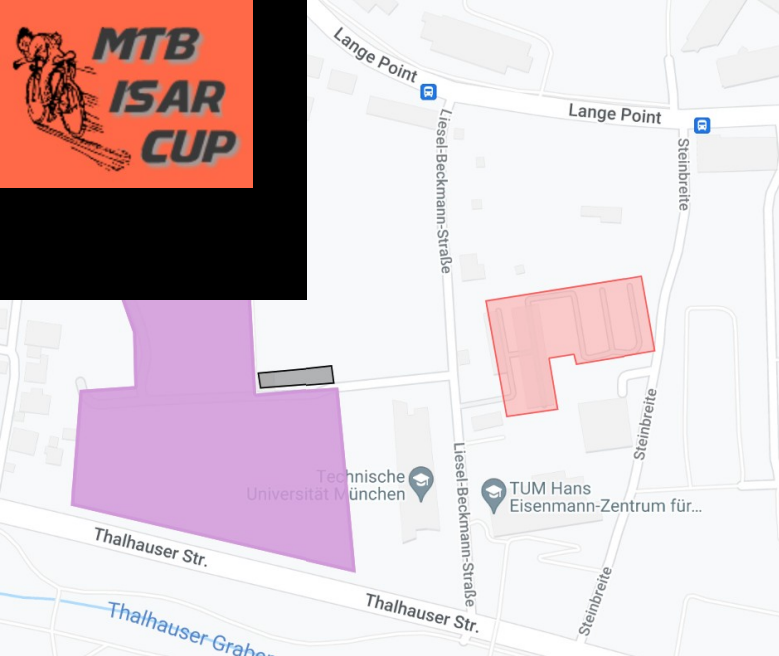 MTB
ISAR
CUP
Lange Point
Lange Point
Liesel-Beckmann-Straße
Steinbreite
Technische
Universität München
TUM Hans
Eisenmann-Zentrum für...
Liesel-Beckmann-Straße
Steinbreite
Steinbreite
Thalhauser Str.
Thalhauser Str.
Thalhauser Graben